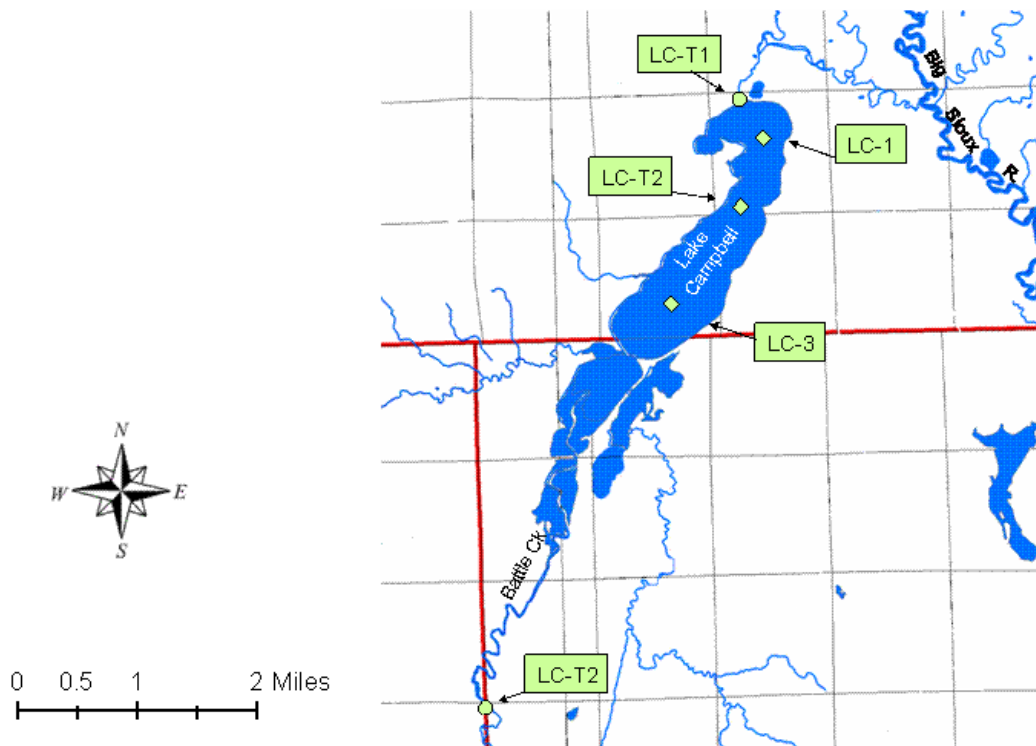 LC-T1
Big
Sioux
R.
LC-1
LC-T2
Lake
Campbell
LC-3
N
W
E
S
Battle Ck
0 0.5 1 2 Miles
LC-T2